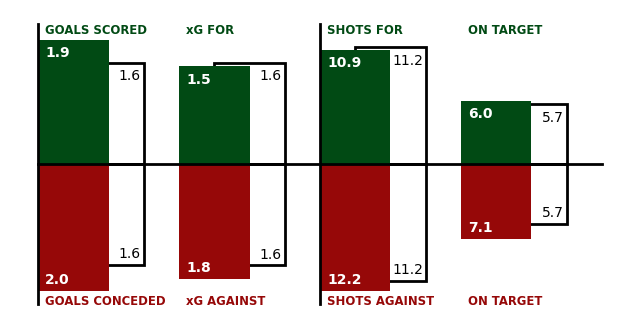 GOALS SCORED xG FOR SHOTS FOR ON TARGET
1.9 1.6 1.5 1.6 10.9 11.2 6.0 5.7
2.0 1.6 1.8 1.6 12.2 11.2 7.1 5.7
GOALS CONCEDED xG AGAINST SHOTS AGAINST ON TARGET